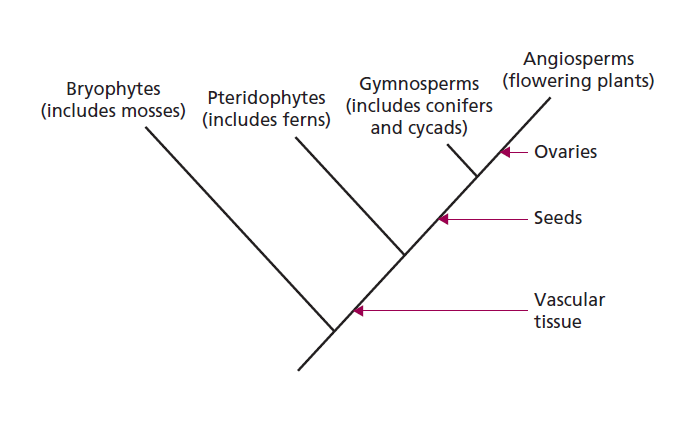 Bryophytes
(includes mosses)
Pteridophytes
(includes ferns)
Gymnosperms
(includes conifers
and cycads)
Angiosperms
(flowering plants)
Ovaries
Seeds
Vascular
tissue